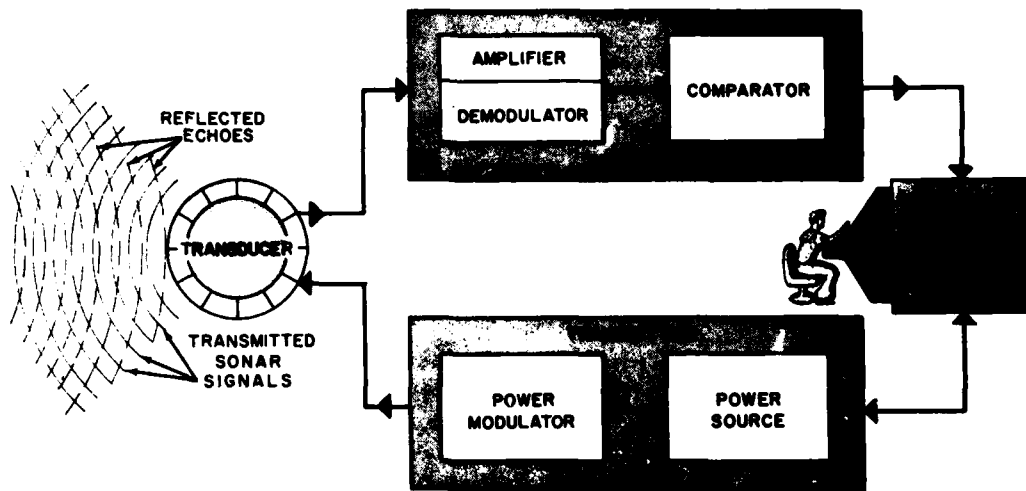 AMPLIFIER
DEMODULATOR
COMPARATOR
REFLECTED
ECHOES
TRANSDUCER
TRANSMITTED
SONAR
SIGNALS
POWER
MODULATOR
POWER
SOURCE